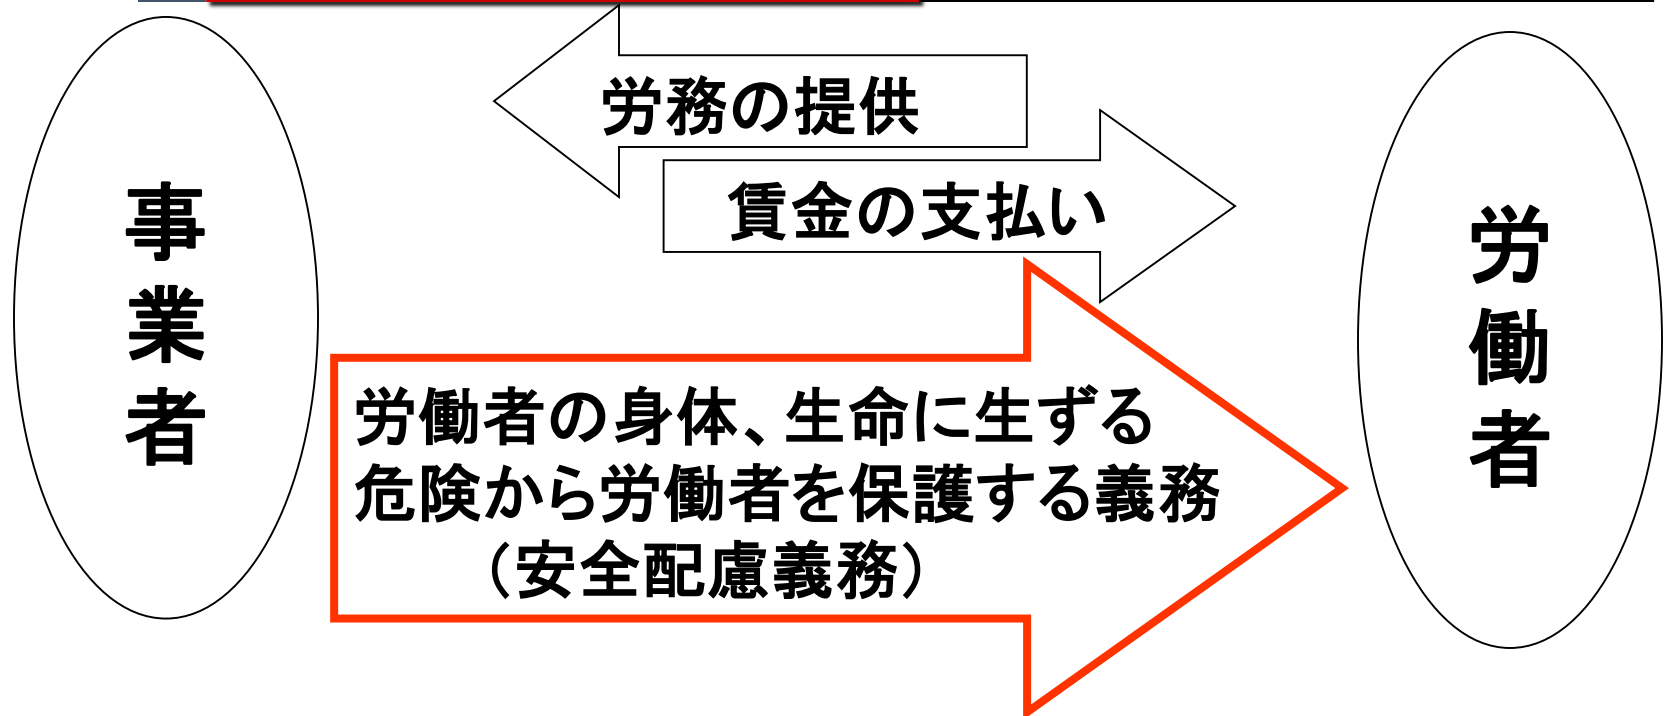 労務の提供
賃金の支払い
事業者
労働者の身体、生命に生ずる
危険から労働者を保護する義務
（安全配慮義務）
労働者